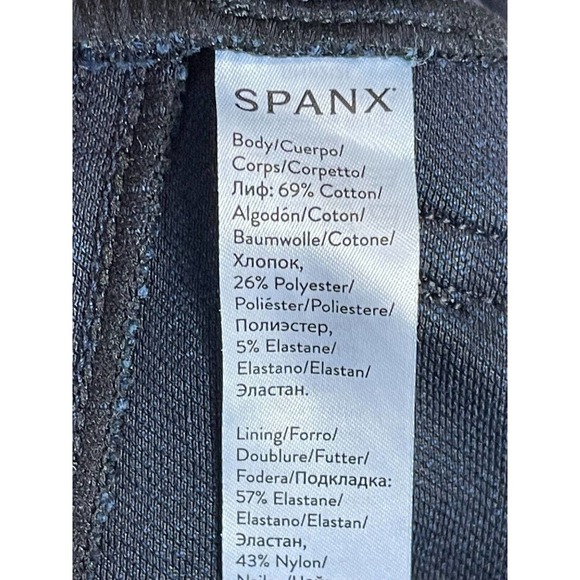 SPANX®
Body/Cuerpo/
Corps/Corpetto/
Лиф: 69% Cotton/
Algodón/Coton/
Baumwolle/Cotone/
Хлопок,
26% Polyester/
Poliéster/Poliestere/
Полиэстер,
5% Elastane/
Elastano/Elastan/
Эластан.
Lining/Forro/
Doublure/Futter/
Fodera/Подкладка:
57% Elastane/
Elastano/Elastan/
Эластан,
43% Nylon/